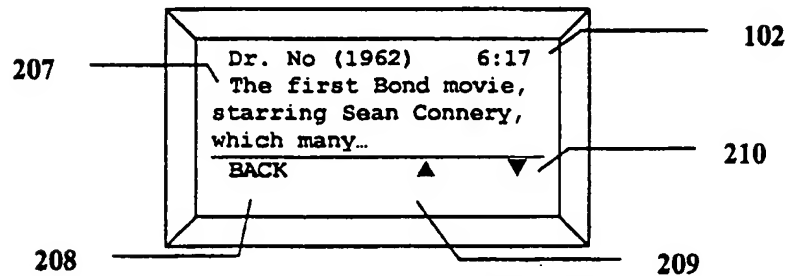 Dr. No (1962) 6:17
102
207
The first Bond movie,
starring Sean Connery,
which many…
BACK ▲ ▼
210
208
209